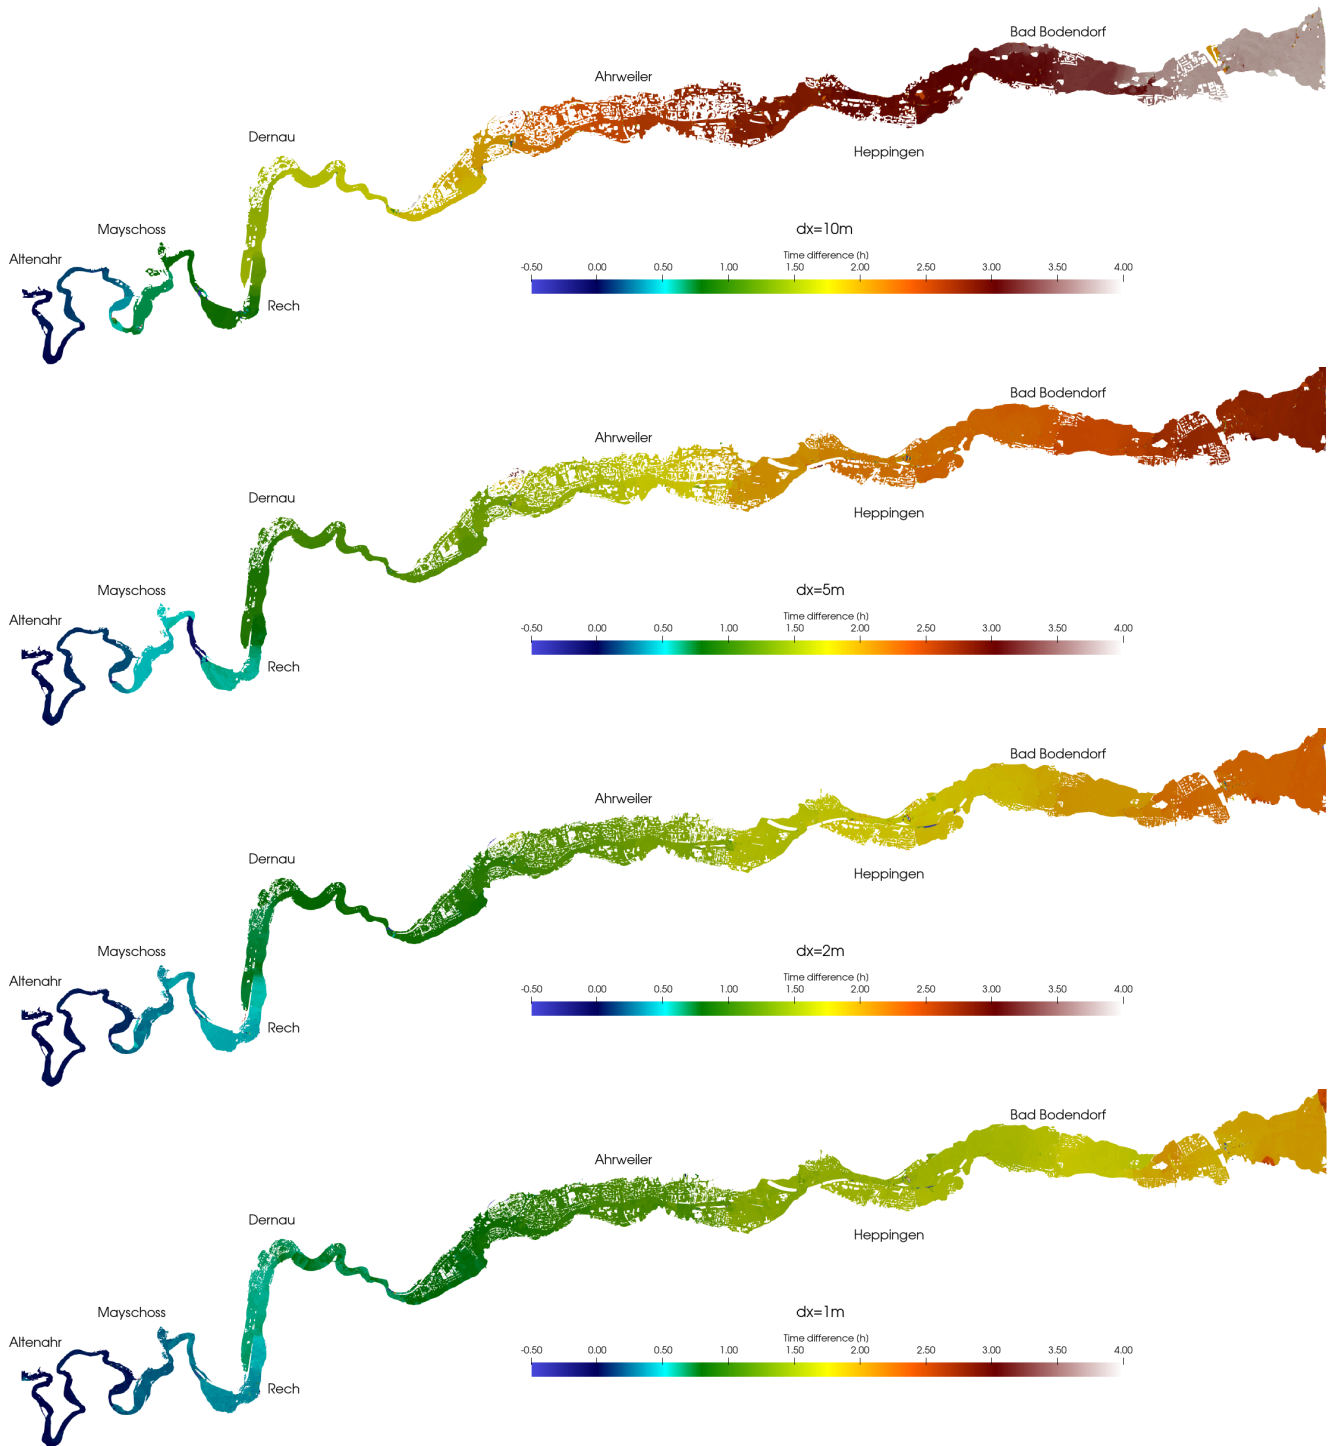 Bad Bodendorf
Ahrweiler
Dernau
Heppingen
Mayschoss
dx=10m
Altenahr
Time difference (h)
-0.50 0.00 0.50 1.00 1.50 2.00 2.50 3.00 3.50 4.00
Rech
Bad Bodendorf
Ahrweiler
Dernau
Heppingen
Mayschoss
dx=5m
Altenahr
Time difference (h)
-0.50 0.00 0.50 1.00 1.50 2.00 2.50 3.00 3.50 4.00
Rech
Bad Bodendorf
Ahrweiler
Dernau
Heppingen
Mayschoss
dx=2m
Altenahr
Time difference (h)
-0.50 0.00 0.50 1.00 1.50 2.00 2.50 3.00 3.50 4.00
Rech
Bad Bodendorf
Ahrweiler
Dernau
Heppingen
Mayschoss
dx=1m
Altenahr
Time difference (h)
-0.50 0.00 0.50 1.00 1.50 2.00 2.50 3.00 3.50 4.00
Rech